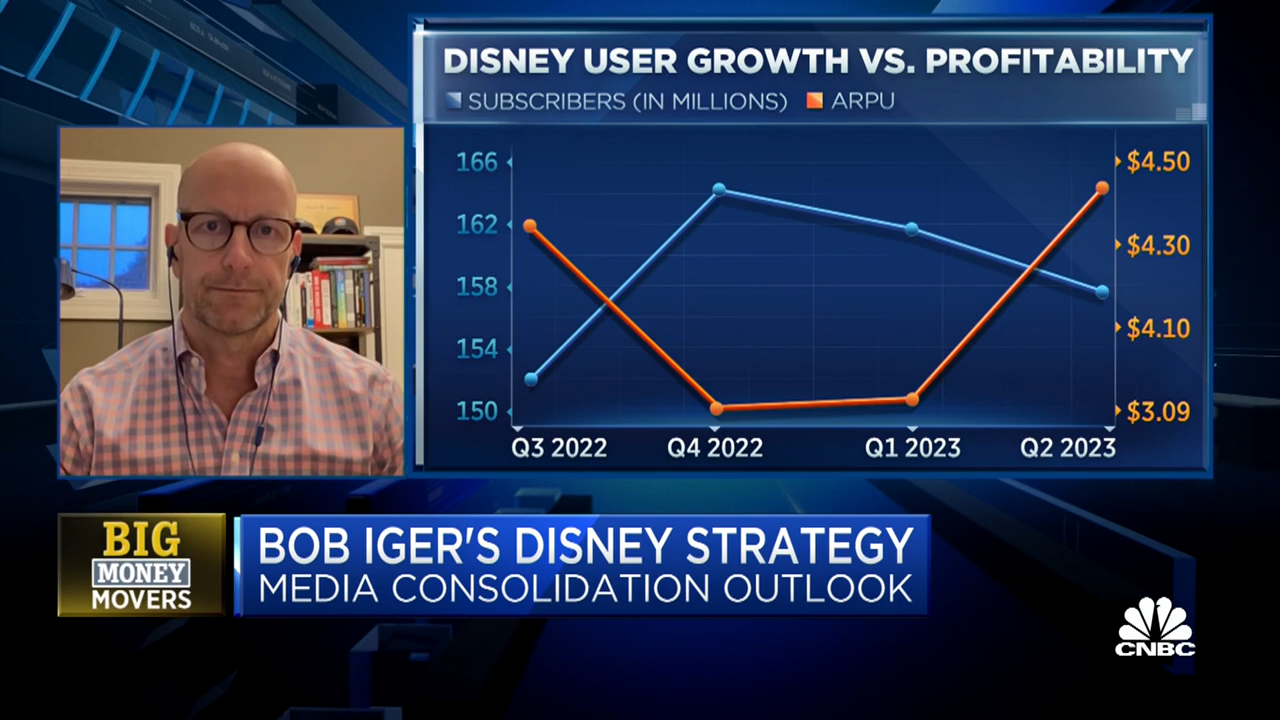 DISNEY USER GROWTH VS. PROFITABILITY
SUBSCRIBERS (IN MILLIONS) ARPU
166 $4.50
162
$4.30
158
$4.10
154
150 $3.09
Q3 2022 Q4 2022 Q1 2023 Q2 2023
BIG
MONEY
MOVERS
BOB IGER'S DISNEY STRATEGY
MEDIA CONSOLIDATION OUTLOOK
CNBC